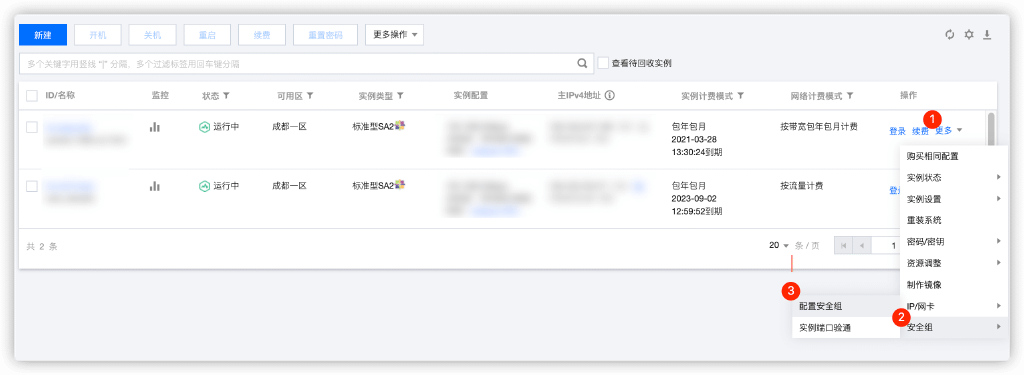 新建 开机 关机 重启 续费 重置密码 更多操作
多个关键字用竖线 "|" 分隔，多个过滤标签用回车键分隔 查看待回收实例
ID/名称 监控 状态 可用区 实例类型 实例配置 主IPv4地址 实例计费模式 网络计费模式 操作
1
运行中 成都一区 标准型SA2 包年包月 按带宽包年包月计费 登录 续费 更多
2021-03-28
13:30:24到期
购买相同配置
实例状态
运行中 成都一区 标准型SA2 包年包月 按流量计费
2023-09-02
12:59:52到期
实例设置
重装系统
共 2 条 20 条 / 页 1
密码/密钥
资源调整
制作镜像
3
配置安全组 IP/网卡
2
实例端口验通 安全组